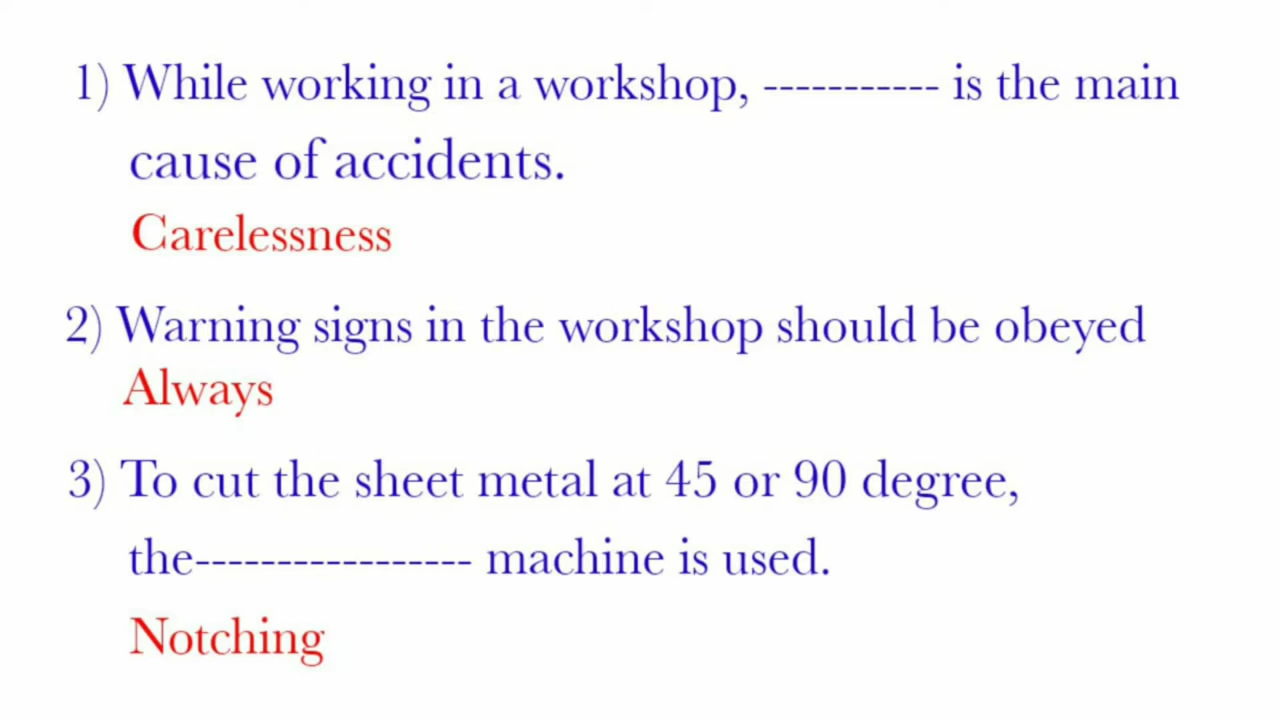 1) While working in a workshop, ----------- is the main
cause of accidents.
Carelessness
2) Warning signs in the workshop should be obeyed
Always
3) To cut the sheet metal at 45 or 90 degree,
the----------------- machine is used.
Notching